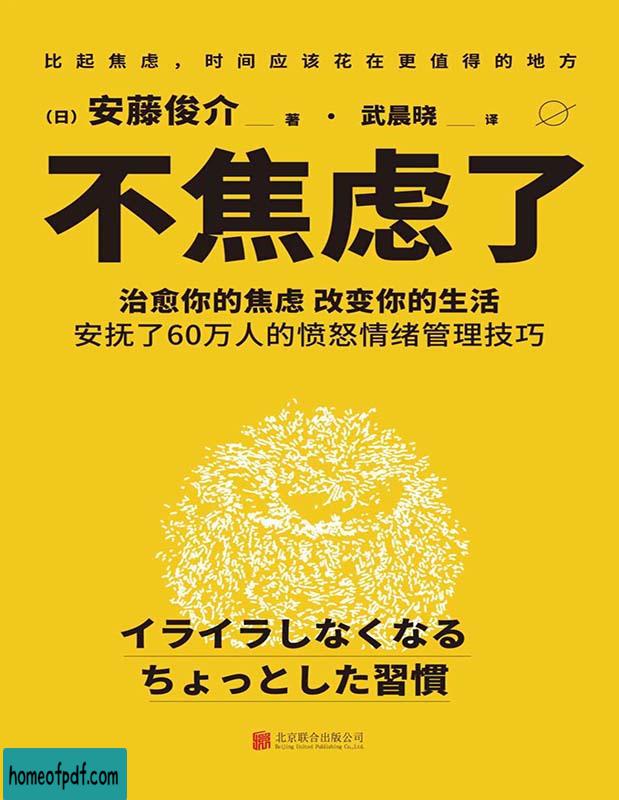 比起焦虑，时间应该花在更值得的地方
（日）安藤俊介__著 · 武晨晓__译
不焦虑了
治愈你的焦虑 改变你的生活
安抚了60万人的愤怒情绪管理技巧
イライラしなくなる
ちょっとした習慣
北京联合出版公司
Beijing United Publishing Co.,Ltd.
homeofpdf.com